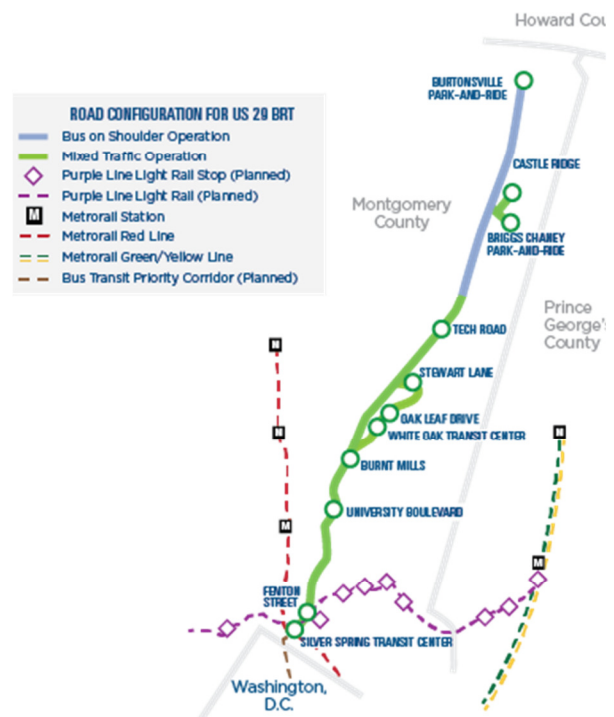 Howard Cou
BURTONSVILLE
PARK-AND-RIDE
ROAD CONFIGURATION FOR US 29 BRT
Bus on Shoulder Operation
Mixed Traffic Operation
Purple Line Light Rail Stop (Planned)
Purple Line Light Rail (Planned)
M
Metrorail Station
Metrorail Red Line
Metrorail Green/Yellow Line
Bus Transit Priority Corridor (Planned)
CASTLE RIDGE
Montgomery
County
BRIGGS CHANEY
PARK-AND-RIDE
Prince
George's
County
TECH ROAD
M
STEWART LANE
OAK LEAF DRIVE
WHITE OAK TRANSIT CENTER
M
M
BURNT MILLS
UNIVERSITY BOULEVARD
M
M
FENTON
STREET
SILVER SPRING TRANSIT CENTER
Washington,
D.C.